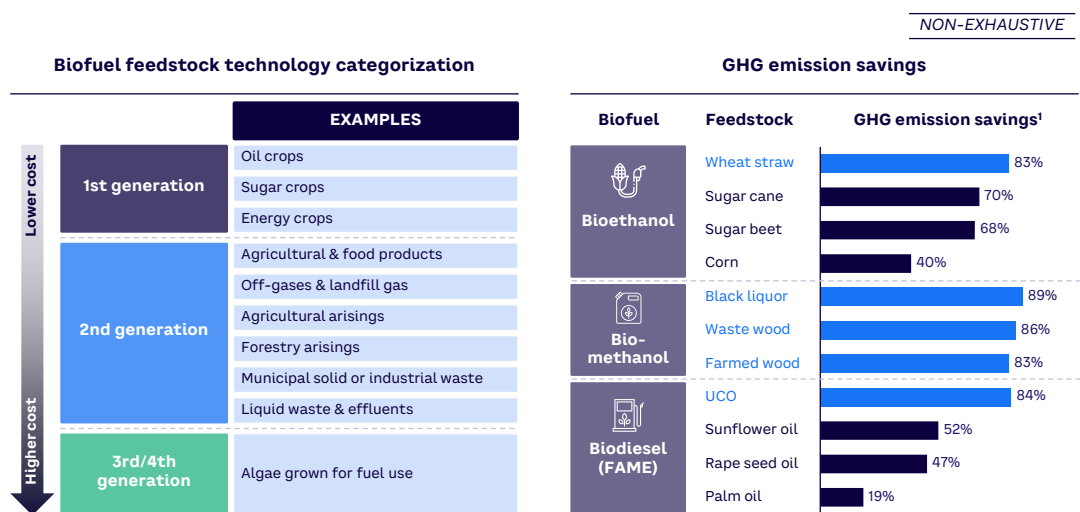 NON-EXHAUSTIVE
Biofuel feedstock technology categorization
EXAMPLES
Lower cost
Higher cost
1st generation
Oil crops
Sugar crops
Energy crops
2nd generation
Agricultural & food products
Off-gases & landfill gas
Agricultural arisings
Forestry arisings
Municipal solid or industrial waste
Liquid waste & effluents
3rd/4th
generation
Algae grown for fuel use
GHG emission savings
Biofuel Feedstock GHG emission savings¹
Bioethanol
Wheat straw 83%
Sugar cane 70%
Sugar beet 68%
Corn 40%
Bio-
methanol
Black liquor 89%
Waste wood 86%
Farmed wood 83%
Biodiesel
(FAME)
UCO 84%
Sunflower oil 52%
Rape seed oil 47%
Palm oil 19%